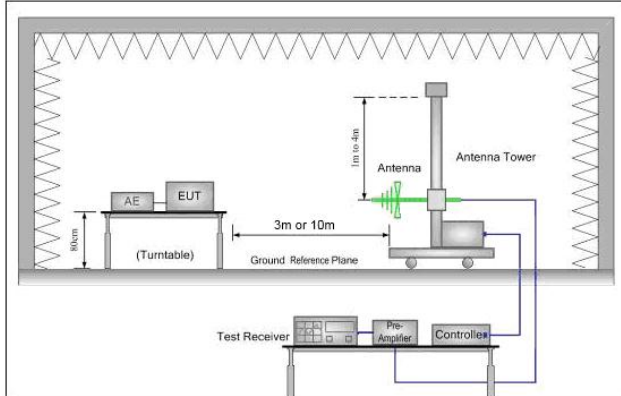 1m to 4m
Antenna
Antenna Tower
AE
EUT
80cm
(Turntable)
3m or 10m
Ground Reference Plane
Test Receiver
Pre-
Amplifier
Controlle